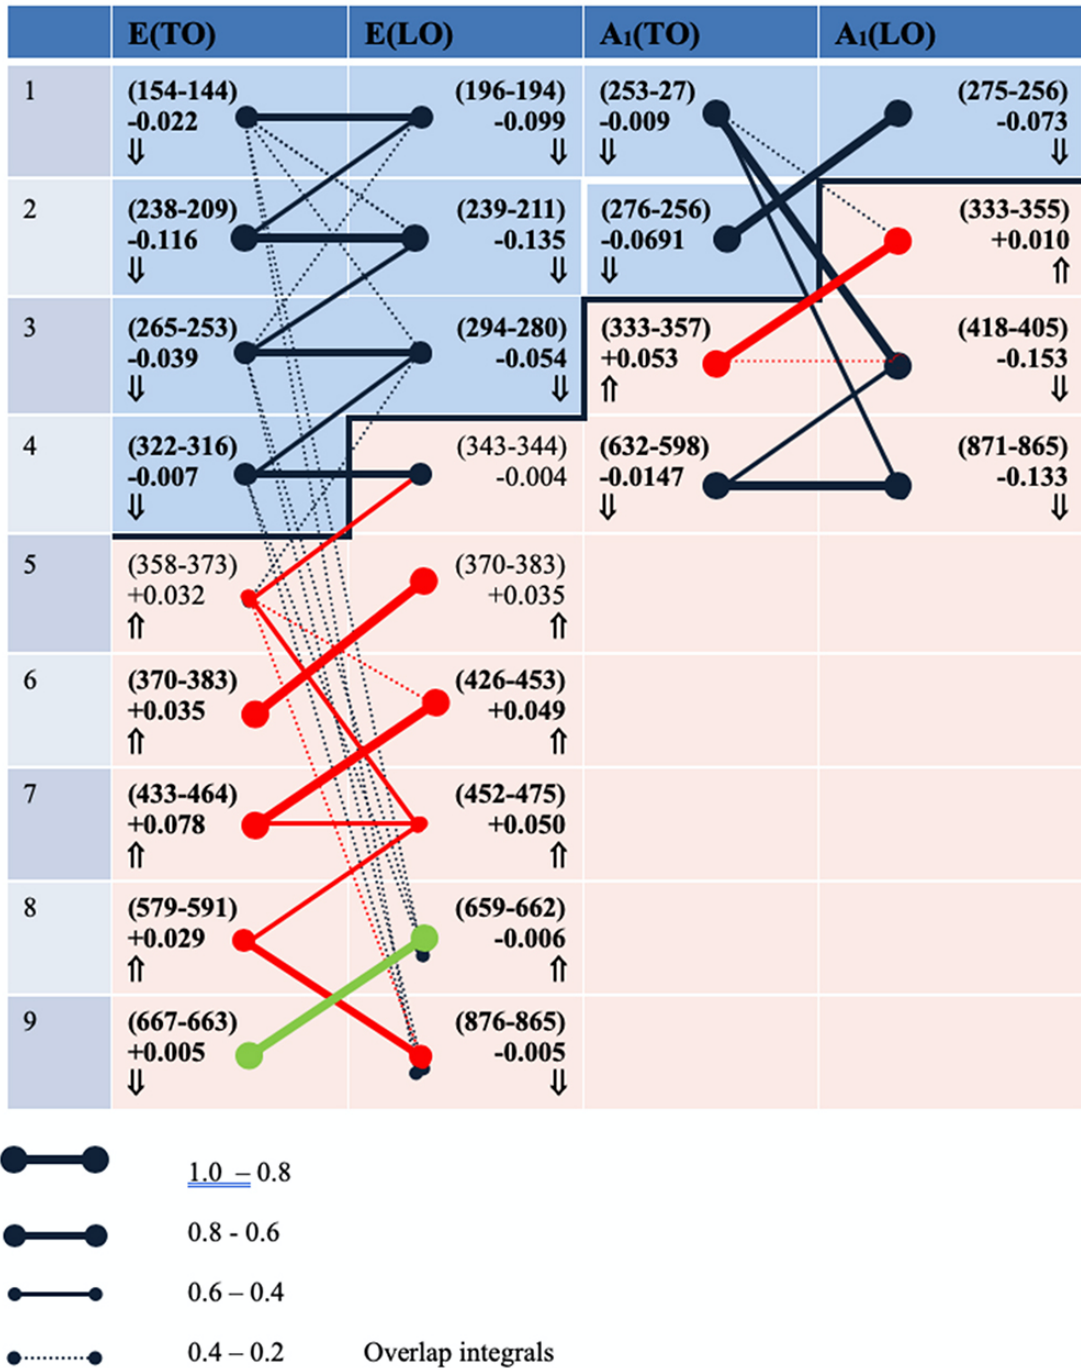 E(TO) E(LO) A₁(TO) A₁(LO)
1 (154-144) (196-194) (253-27) (275-256)
-0.022 -0.099 -0.009 -0.073
⇓ ⇓ ⇓ ⇓
2 (238-209) (239-211) (276-256) (333-355)
-0.116 -0.135 -0.0691 +0.010
⇓ ⇓ ⇓ ⇑
3 (265-253) (294-280) (333-357) (418-405)
-0.039 -0.054 +0.053 -0.153
⇓ ⇓ ⇑ ⇓
4 (322-316) (343-344) (632-598) (871-865)
-0.007 -0.004 -0.0147 -0.133
⇓ ⇓ ⇓
5 (358-373) (370-383)
+0.032 +0.035
⇑ ⇑
6 (370-383) (426-453)
+0.035 +0.049
⇑ ⇑
7 (433-464) (452-475)
+0.078 +0.050
⇑ ⇑
8 (579-591) (659-662)
+0.029 -0.006
⇑ ⇑
9 (667-663) (876-865)
+0.005 -0.005
⇓ ⇓
1.0 – 0.8
0.8 - 0.6
0.6 – 0.4
0.4 – 0.2 Overlap integrals